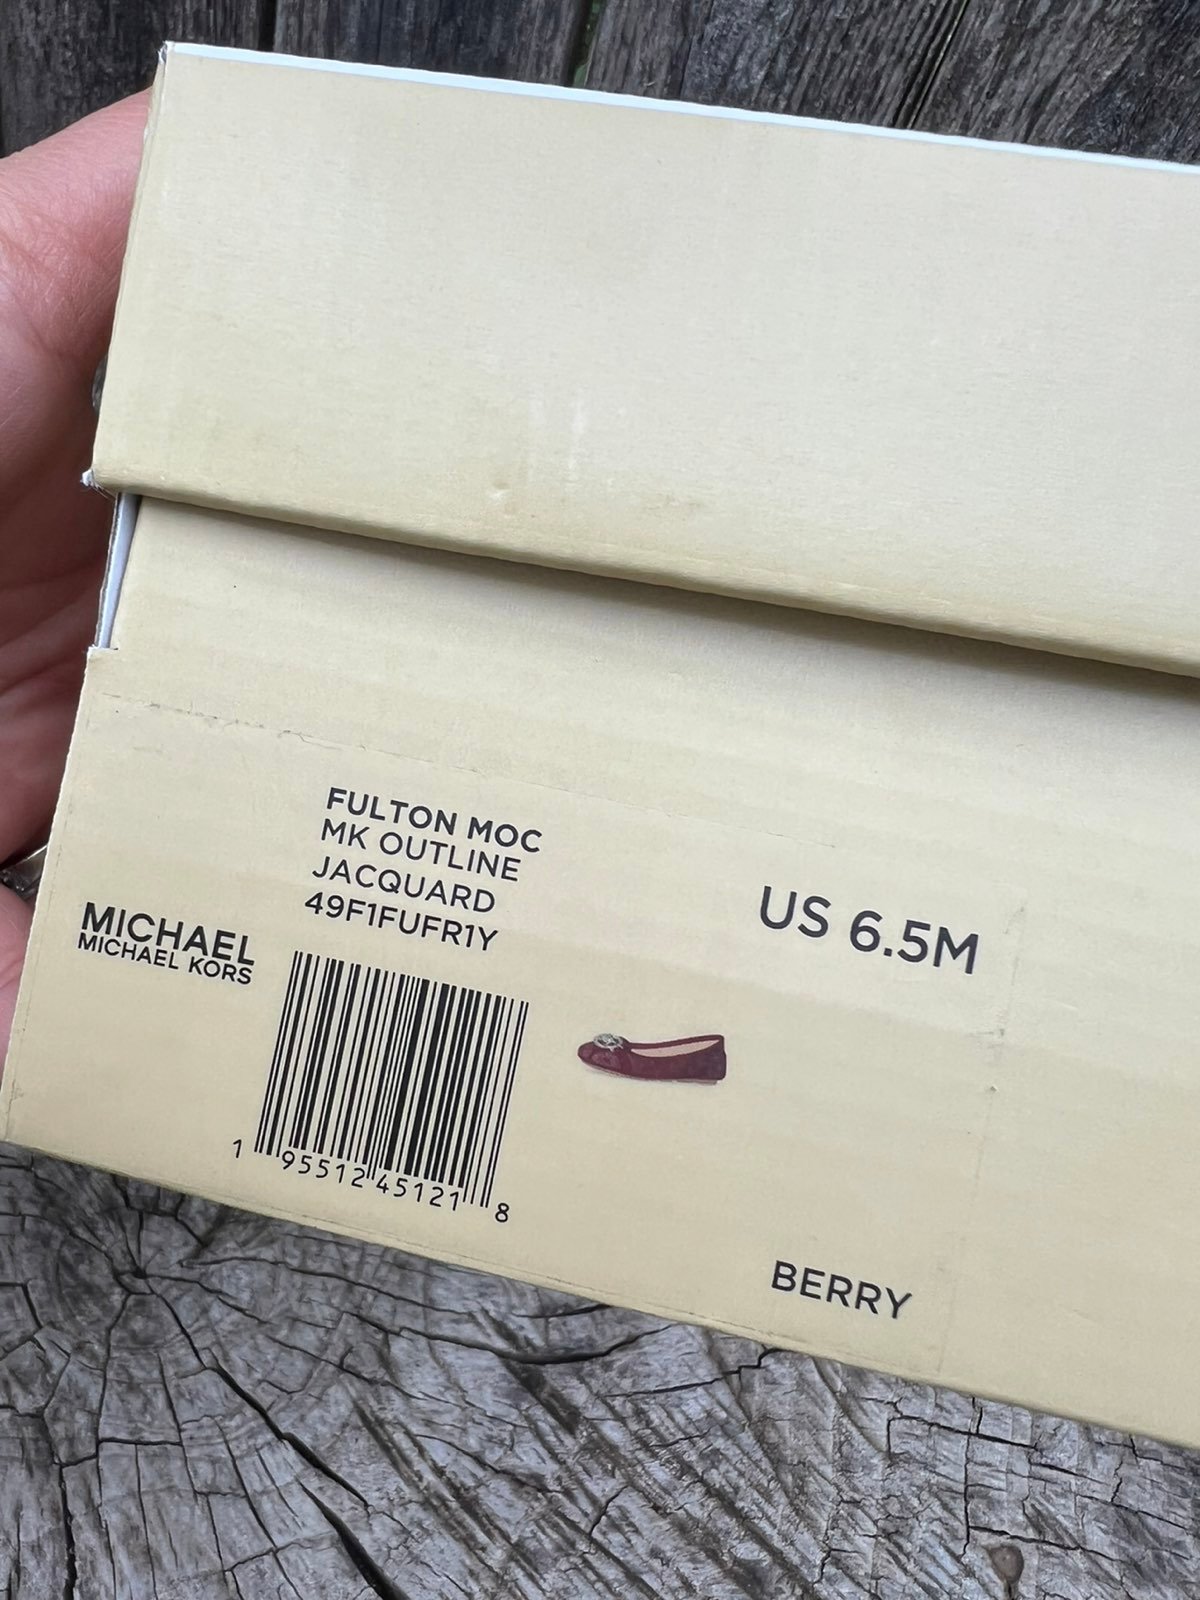 FULTON MOC
MK OUTLINE
JACQUARD
49F1FUFR1Y
MICHAEL
MICHAEL KORS
US 6.5M
1 95512 45121 8
BERRY